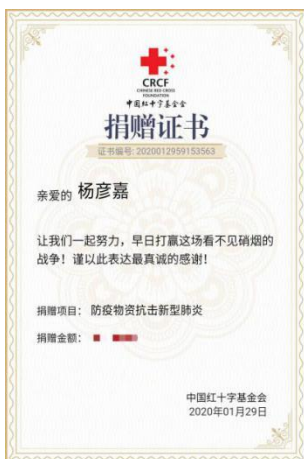 CRCF
CHINESE RED CROSS
FOUNDATION
中国红十字基金会
捐赠证书
证书编号: 2020012959153563
亲爱的 杨彦嘉
让我们一起努力，早日打赢这场看不见硝烟的
战争！谨以此表达最真诚的感谢！
捐赠项目： 防疫物资抗击新型肺炎
捐赠金额：
中国红十字基金会
2020年01月29日